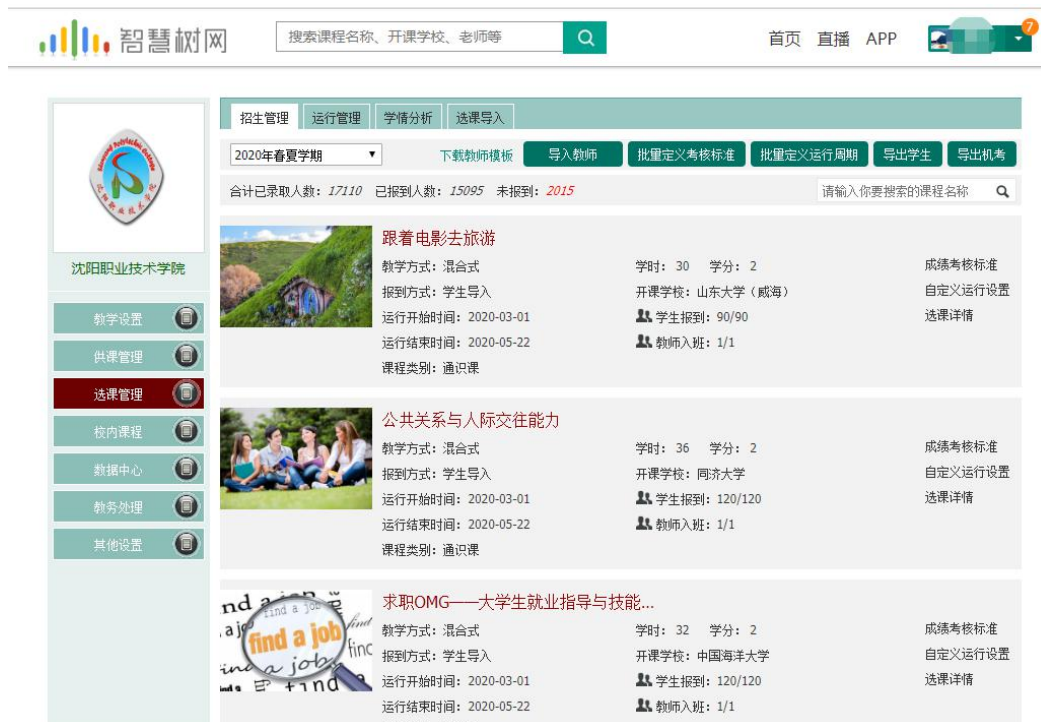 智慧树网
搜索课程名称、开课学校、老师等
首页 直播 APP
7
沈阳职业技术学院
教学设置
供课管理
选课管理
校内课程
数据中心
教务处理
其他设置
招生管理 运行管理 学情分析 选课导入
2020年春夏学期 下载教师模板 导入教师 批量定义考核标准 批量定义运行周期 导出学生 导出机考
合计已录取人数：17110 已报到人数：15095 未报到：2015 请输入你要搜索的课程名称
跟着电影去旅游
教学方式：混合式 学时：30 学分：2 成绩考核标准
报到方式：学生导入 开课学校：山东大学（威海） 自定义运行设置
运行开始时间：2020-03-01 学生报到：90/90 选课详情
运行结束时间：2020-05-22 教师入班：1/1
课程类别：通识课
公共关系与人际交往能力
教学方式：混合式 学时：36 学分：2 成绩考核标准
报到方式：学生导入 开课学校：同济大学 自定义运行设置
运行开始时间：2020-03-01 学生报到：120/120 选课详情
运行结束时间：2020-05-22 教师入班：1/1
课程类别：通识课
find a job
求职OMG——大学生就业指导与技能...
教学方式：混合式 学时：32 学分：2 成绩考核标准
报到方式：学生导入 开课学校：中国海洋大学 自定义运行设置
运行开始时间：2020-03-01 学生报到：120/120 选课详情
运行结束时间：2020-05-22 教师入班：1/1